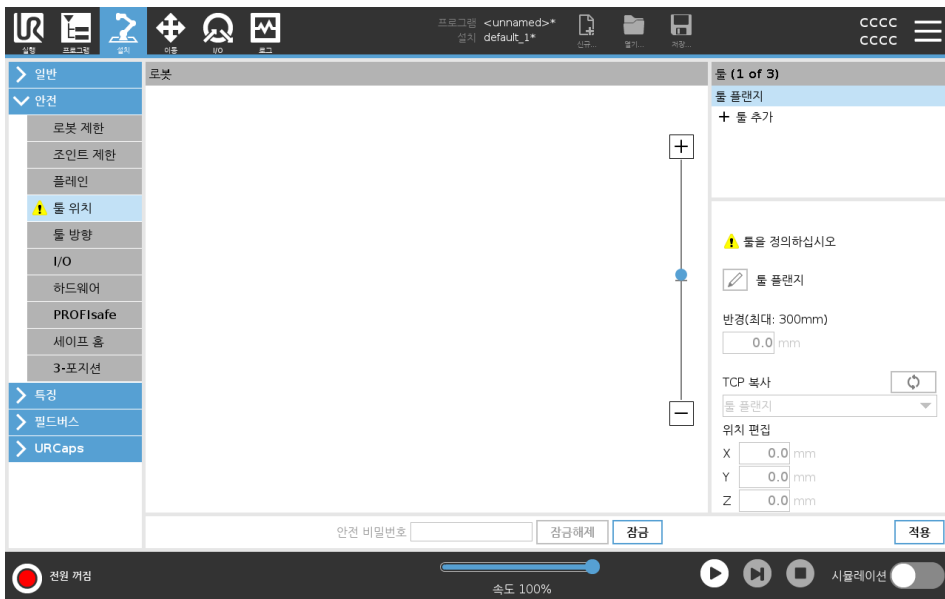 UR
실행
프로그램
설치
이동
I/O
로그
프로그램 <unnamed>*
설치 default_1*
신규...
열기...
저장...
CCCC
CCCC
일반
안전
로봇 제한
조인트 제한
플레인
툴 위치
툴 방향
I/O
하드웨어
PROFIsafe
세이프 홈
3-포지션
특징
필드버스
URCaps
로봇
툴 (1 of 3)
툴 플랜지
+ 툴 추가
툴을 정의하십시오
툴 플랜지
반경(최대: 300mm)
0.0 mm
TCP 복사
툴 플랜지
위치 편집
X 0.0 mm
Y 0.0 mm
Z 0.0 mm
안전 비밀번호 잠금해제 잠금
적용
전원 꺼짐
속도 100%
시뮬레이션